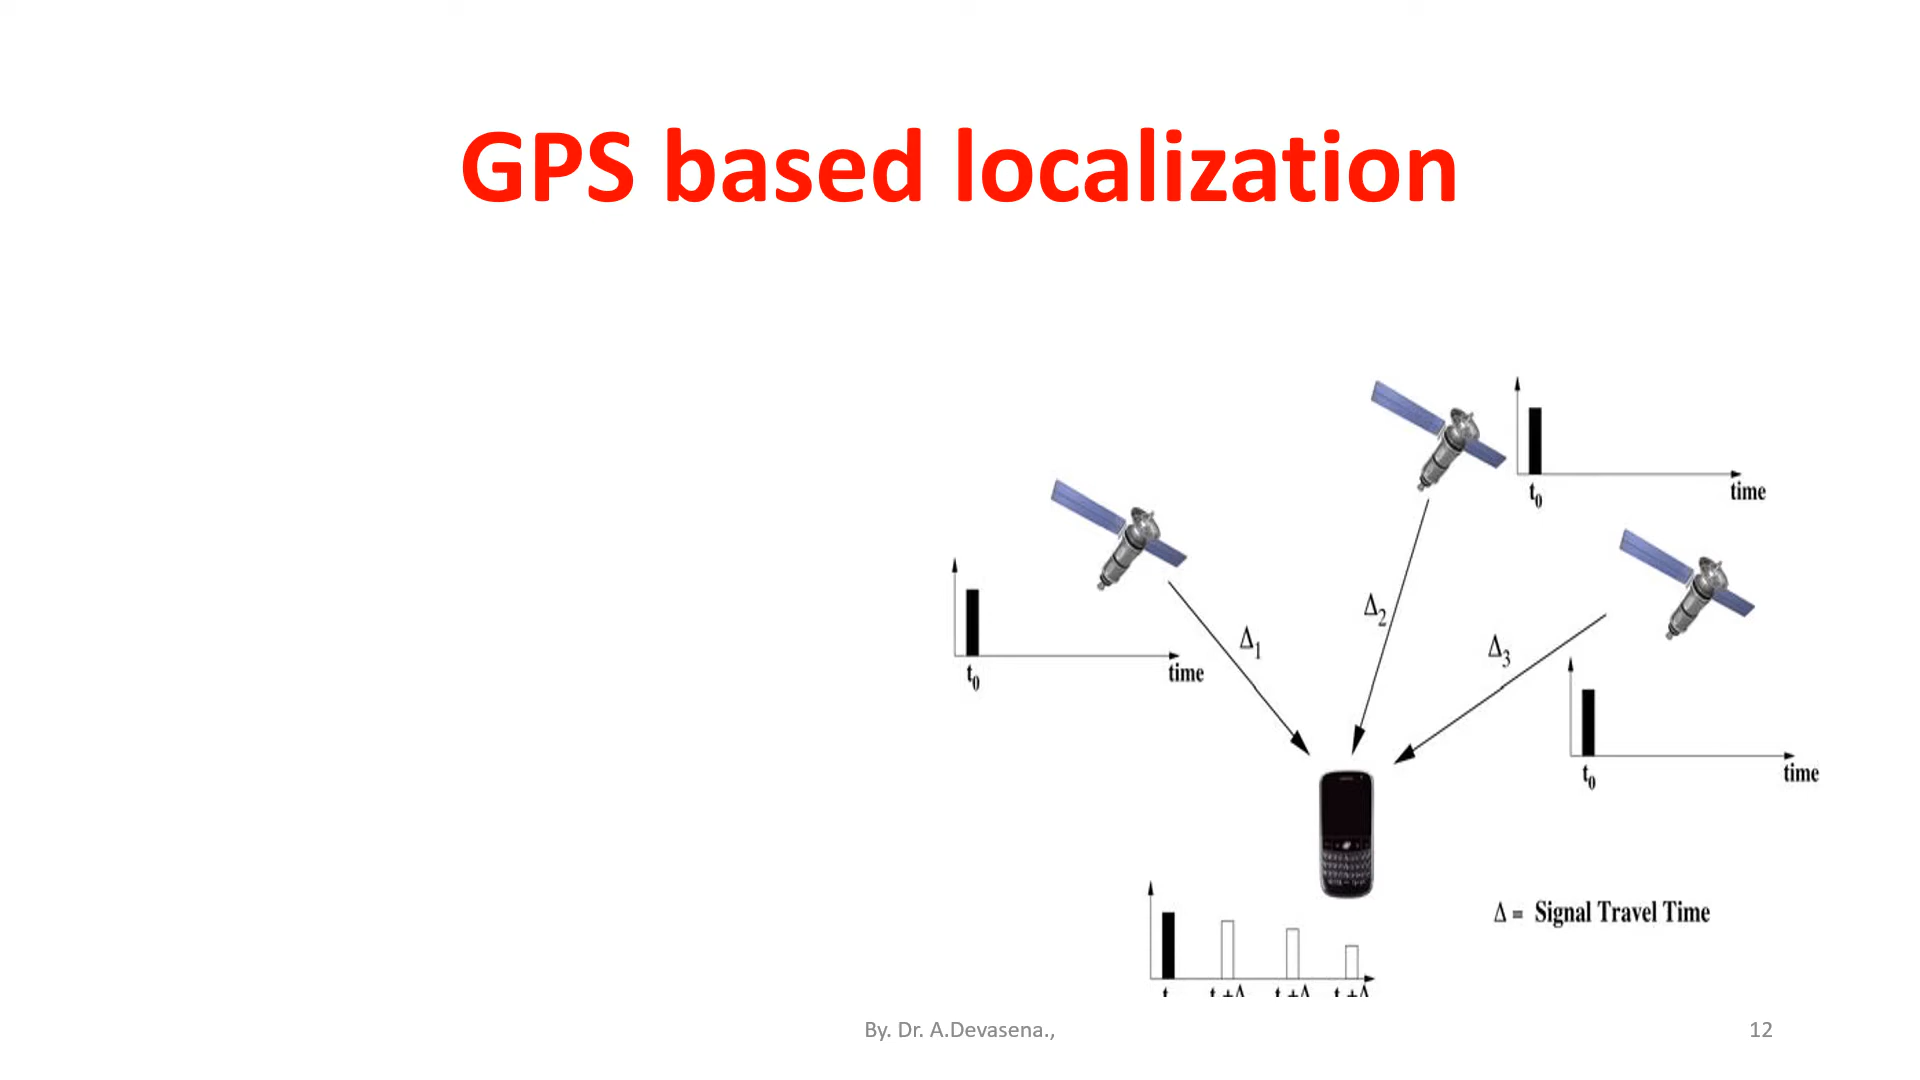 GPS based localization
t0
time
Δ1
Δ2
Δ3
t0
time
t0
time
Δ = Signal Travel Time
By. Dr. A.Devasena.,
12